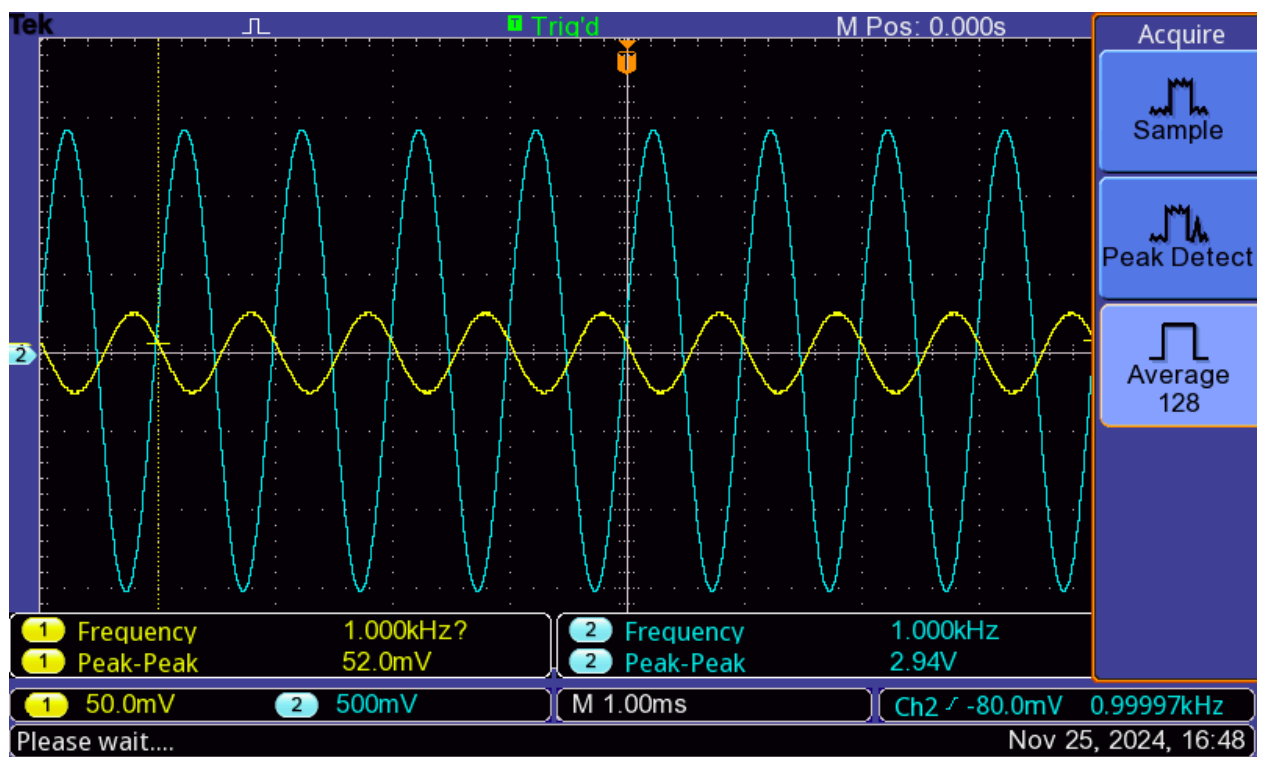 Tek T Trig'd M Pos: 0.000s
Acquire
T
Sample
Peak Detect
2
Average
128
1 Frequency 1.000kHz? 2 Frequency 1.000kHz
1 Peak-Peak 52.0mV 2 Peak-Peak 2.94V
1 50.0mV 2 500mV M 1.00ms Ch2 -80.0mV 0.99997kHz
Please wait.... Nov 25, 2024, 16:48